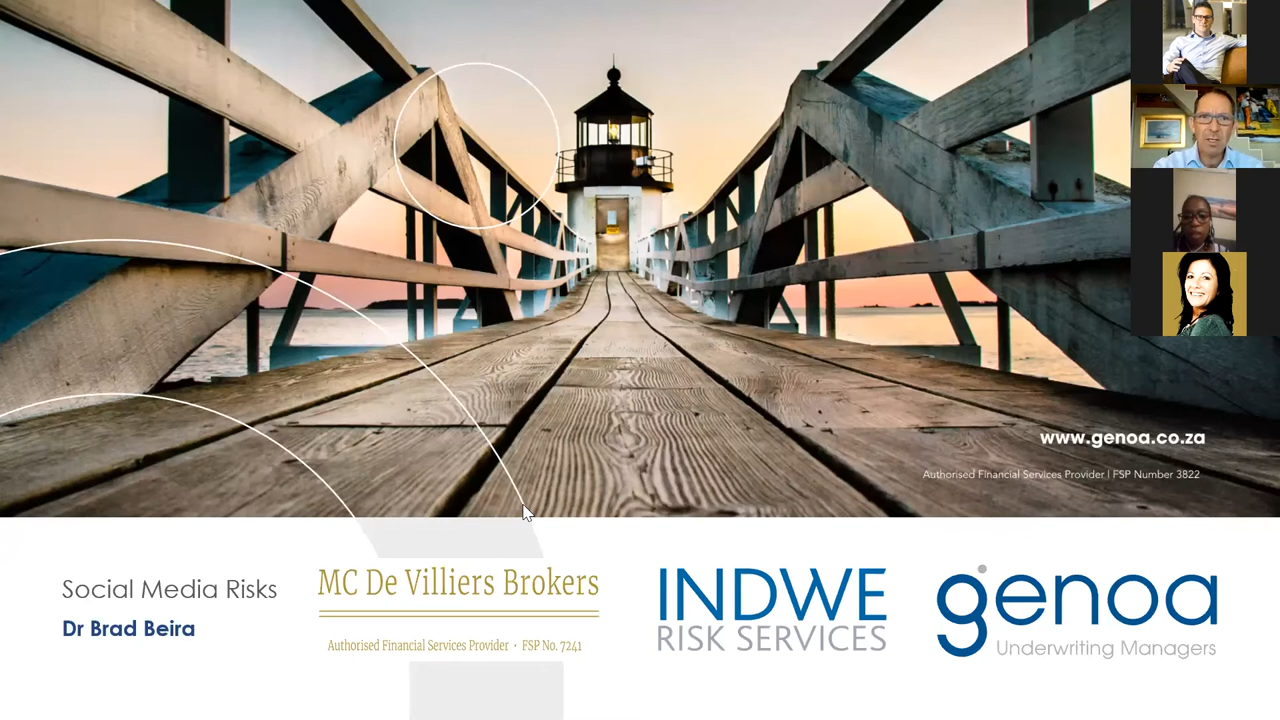 www.genoa.co.za
Authorised Financial Services Provider | FSP Number 3822
Social Media Risks
Dr Brad Beira
MC De Villiers Brokers
Authorised Financial Services Provider · FSP No. 7241
INDWE
RISK SERVICES
genoa
Underwriting Managers